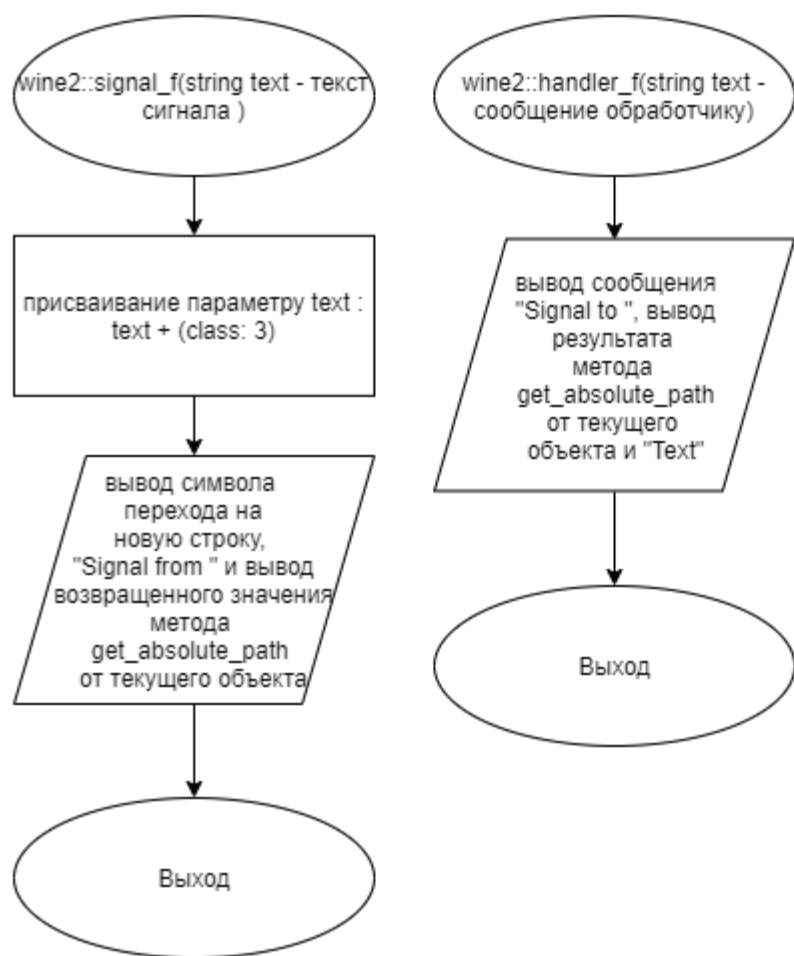 wine2::signal_f(string text - текст
сигнала )
присваивание параметру text :
text + (class: 3)
вывод символа
перехода на
новую строку,
"Signal from " и вывод
возвращенного значения
метода
get_absolute_path
от текущего объекта
Выход
wine2::handler_f(string text -
сообщение обработчику)
вывод сообщения
"Signal to ", вывод
результата
метода
get_absolute_path
от текущего
объекта и "Text"
Выход